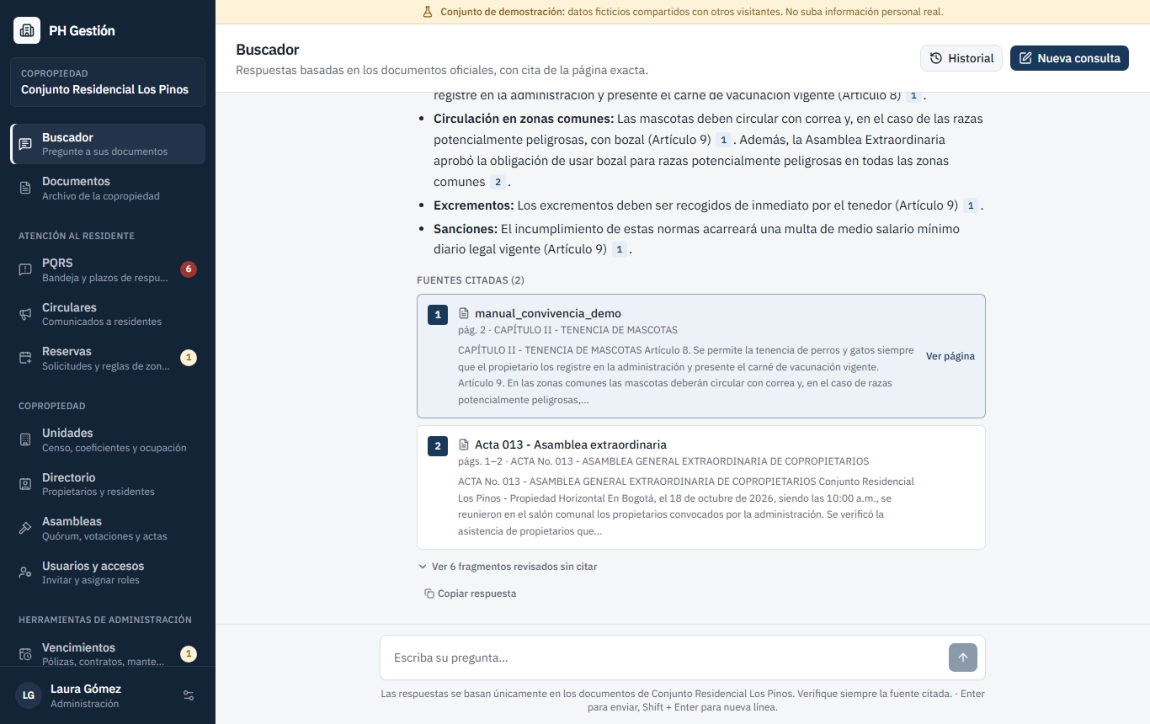 PH Gestión
COPROPIEDAD
Conjunto Residencial Los Pinos
Buscador
Pregunte a sus documentos
Documentos
Archivo de la copropiedad
ATENCIÓN AL RESIDENTE
PQRS
Bandeja y plazos de respu...
6
Circulares
Comunicados a residentes
Reservas
Solicitudes y reglas de zon...
1
COPROPIEDAD
Unidades
Censo, coeficientes y ocupación
Directorio
Propietarios y residentes
Asambleas
Quórum, votaciones y actas
Usuarios y accesos
Invitar y asignar roles
HERRAMIENTAS DE ADMINISTRACIÓN
Vencimientos
Pólizas, contratos, mante...
1
LG
Laura Gómez
Administración
Conjunto de demostración: datos ficticios compartidos con otros visitantes. No suba información personal real.
Buscador
Respuestas basadas en los documentos oficiales, con cita de la página exacta.
Historial
Nueva consulta
registre en la administración y presente el carné de vacunación vigente (Artículo 8) 1 .
• Circulación en zonas comunes: Las mascotas deben circular con correa y, en el caso de las razas
potencialmente peligrosas, con bozal (Artículo 9) 1 . Además, la Asamblea Extraordinaria
aprobó la obligación de usar bozal para razas potencialmente peligrosas en todas las zonas
comunes 2 .
• Excrementos: Los excrementos deben ser recogidos de inmediato por el tenedor (Artículo 9) 1 .
• Sanciones: El incumplimiento de estas normas acarreará una multa de medio salario mínimo
diario legal vigente (Artículo 9) 1 .
FUENTES CITADAS (2)
1
manual_convivencia_demo
pág. 2 · CAPÍTULO II - TENENCIA DE MASCOTAS
CAPÍTULO II - TENENCIA DE MASCOTAS Artículo 8. Se permite la tenencia de perros y gatos siempre
que el propietario los registre en la administración y presente el carné de vacunación vigente.
Artículo 9. En las zonas comunes las mascotas deberán circular con correa y, en el caso de razas
potencialmente peligrosas,...
Ver página
2
Acta 013 - Asamblea extraordinaria
págs. 1–2 · ACTA No. 013 - ASAMBLEA GENERAL EXTRAORDINARIA DE COPROPIETARIOS
ACTA No. 013 - ASAMBLEA GENERAL EXTRAORDINARIA DE COPROPIETARIOS Conjunto Residencial
Los Pinos - Propiedad Horizontal En Bogotá, el 18 de octubre de 2026, siendo las 10:00 a.m., se
reunieron en el salón comunal los propietarios convocados por la administración. Se verificó la
asistencia de propietarios que...
Ver 6 fragmentos revisados sin citar
Copiar respuesta
Escriba su pregunta...
Las respuestas se basan únicamente en los documentos de Conjunto Residencial Los Pinos. Verifique siempre la fuente citada. · Enter
para enviar, Shift + Enter para nueva línea.